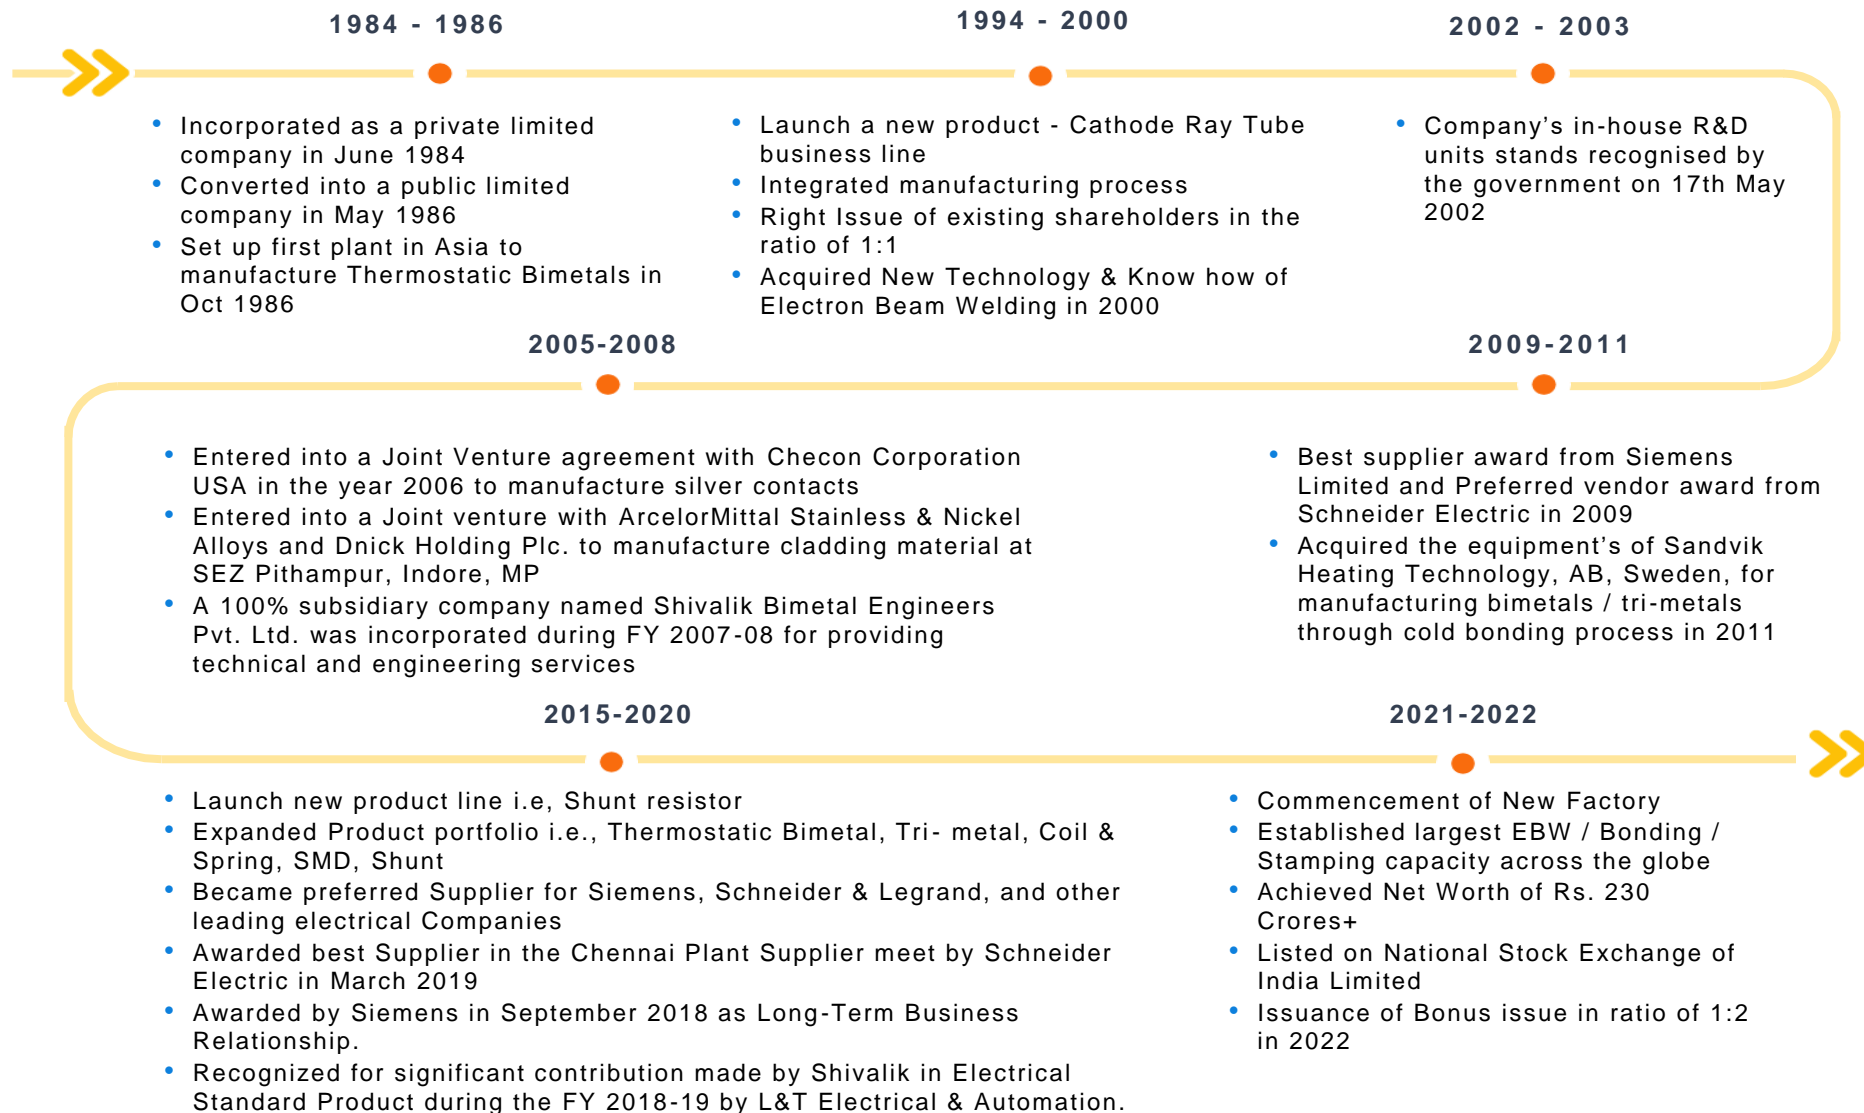 1984 - 1986
• Incorporated as a private limited
company in June 1984
• Converted into a public limited
company in May 1986
• Set up first plant in Asia to
manufacture Thermostatic Bimetals in
Oct 1986
1994 - 2000
• Launch a new product - Cathode Ray Tube
business line
• Integrated manufacturing process
• Right Issue of existing shareholders in the
ratio of 1:1
• Acquired New Technology & Know how of
Electron Beam Welding in 2000
2002 - 2003
• Company’s in-house R&D
units stands recognised by
the government on 17th May
2002
2005-2008
• Entered into a Joint Venture agreement with Checon Corporation
USA in the year 2006 to manufacture silver contacts
• Entered into a Joint venture with ArcelorMittal Stainless & Nickel
Alloys and Dnick Holding Plc. to manufacture cladding material at
SEZ Pithampur, Indore, MP
• A 100% subsidiary company named Shivalik Bimetal Engineers
Pvt. Ltd. was incorporated during FY 2007-08 for providing
technical and engineering services
2009-2011
• Best supplier award from Siemens
Limited and Preferred vendor award from
Schneider Electric in 2009
• Acquired the equipment’s of Sandvik
Heating Technology, AB, Sweden, for
manufacturing bimetals / tri-metals
through cold bonding process in 2011
2015-2020
• Launch new product line i.e, Shunt resistor
• Expanded Product portfolio i.e., Thermostatic Bimetal, Tri- metal, Coil &
Spring, SMD, Shunt
• Became preferred Supplier for Siemens, Schneider & Legrand, and other
leading electrical Companies
• Awarded best Supplier in the Chennai Plant Supplier meet by Schneider
Electric in March 2019
• Awarded by Siemens in September 2018 as Long-Term Business
Relationship.
• Recognized for significant contribution made by Shivalik in Electrical
Standard Product during the FY 2018-19 by L&T Electrical & Automation.
2021-2022
• Commencement of New Factory
• Established largest EBW / Bonding /
Stamping capacity across the globe
• Achieved Net Worth of Rs. 230
Crores+
• Listed on National Stock Exchange of
India Limited
• Issuance of Bonus issue in ratio of 1:2
in 2022